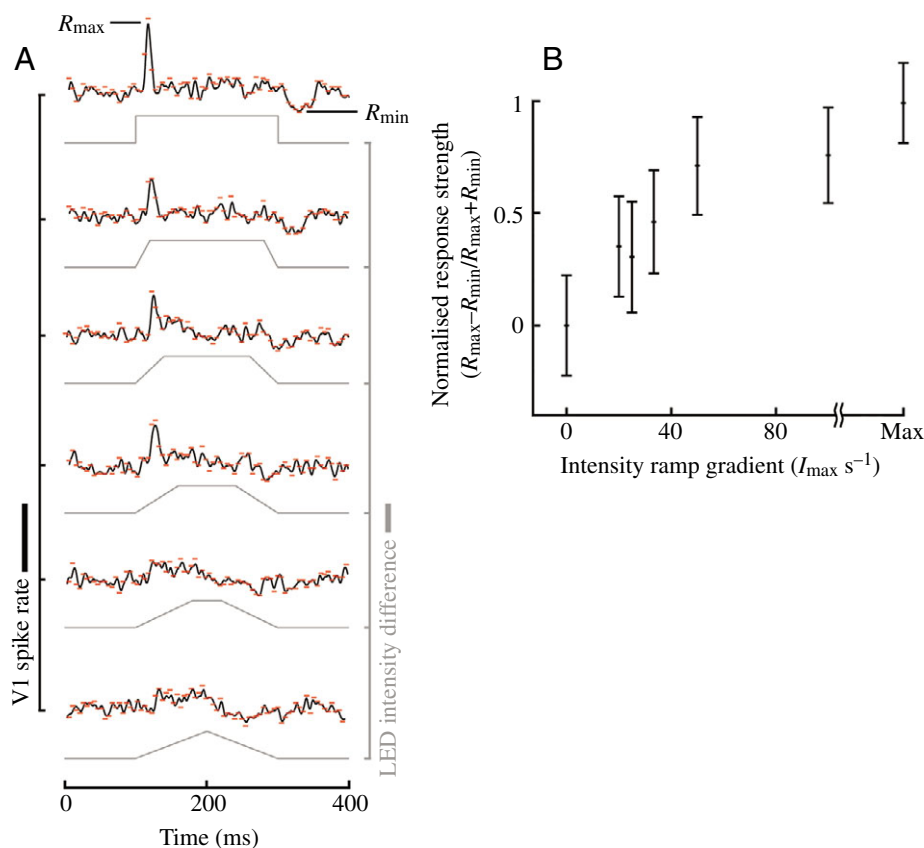 A
R_max
R_min
V1 spike rate
LED intensity difference
0
200
400
Time (ms)
B
Normalised response strength
(R_max−R_min/R_max+R_min)
1
0.5
0
0
40
80
Max
Intensity ramp gradient (I_max s⁻¹)